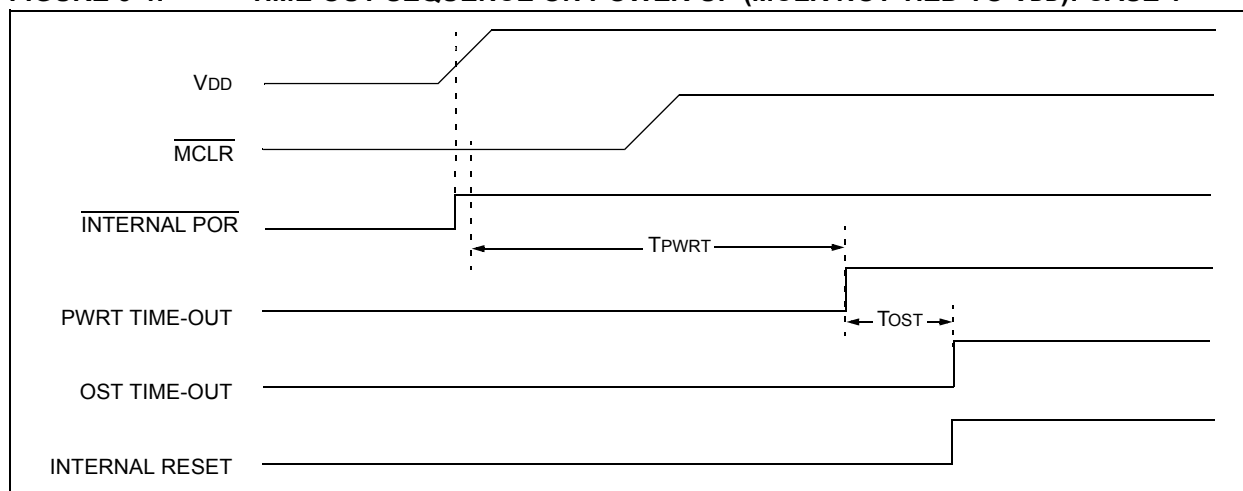 VDD
MCLR
INTERNAL POR
TPWRT
PWRT TIME-OUT
TOST
OST TIME-OUT
INTERNAL RESET